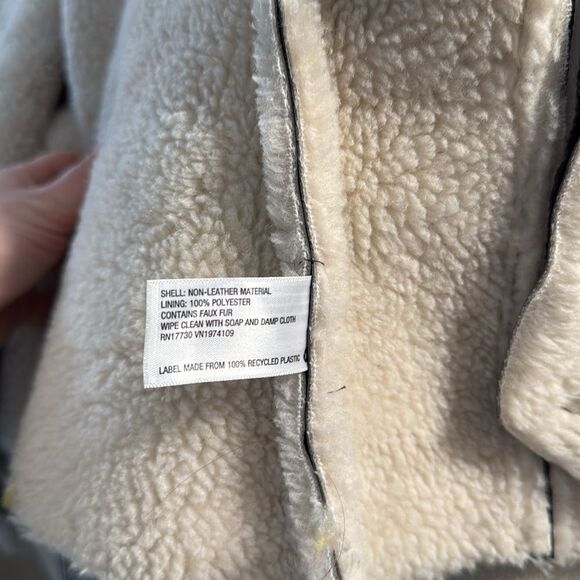 SHELL: NON-LEATHER MATERIAL
LINING: 100% POLYESTER
CONTAINS FAUX FUR
WIPE CLEAN WITH SOAP AND DAMP CLOTH
RN17730 VN1974109
LABEL MADE FROM 100% RECYCLED PLASTIC